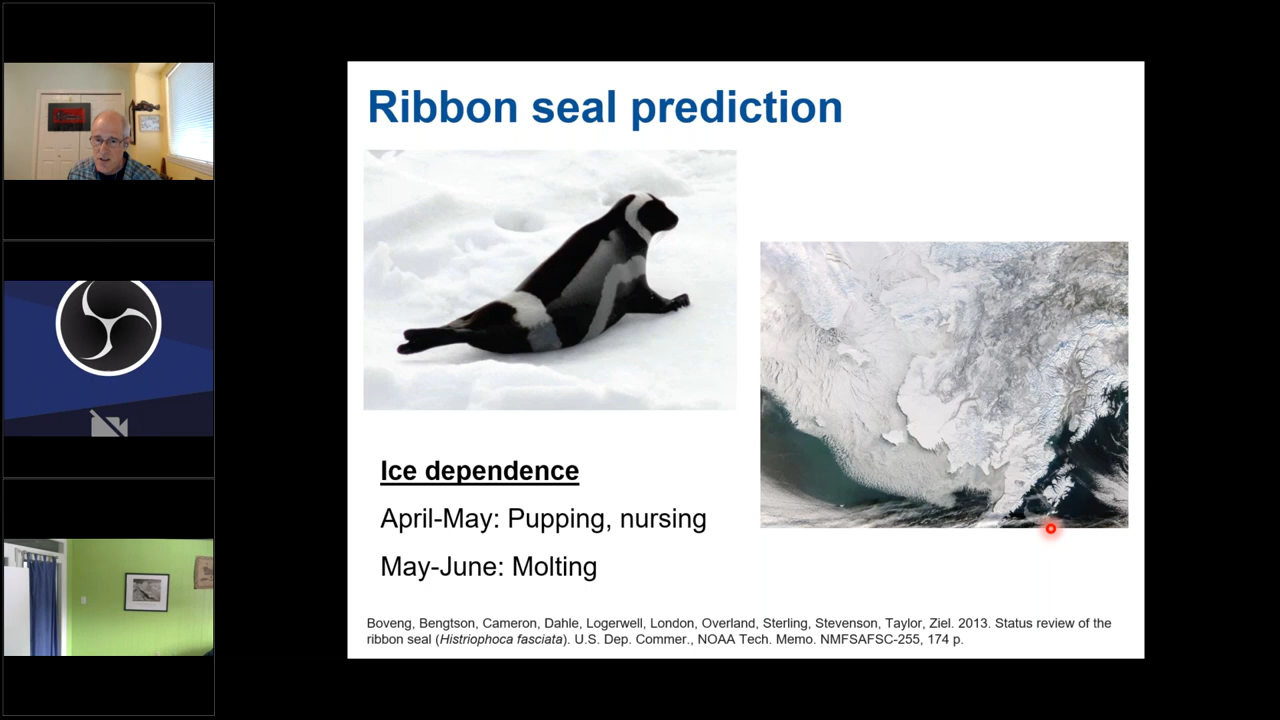 Ribbon seal prediction
Ice dependence
April-May: Pupping, nursing
May-June: Molting
Boveng, Bengtson, Cameron, Dahle, Logerwell, London, Overland, Sterling, Stevenson, Taylor, Ziel. 2013. Status review of the
ribbon seal (Histriophoca fasciata). U.S. Dep. Commer., NOAA Tech. Memo. NMFSAFSC-255, 174 p.